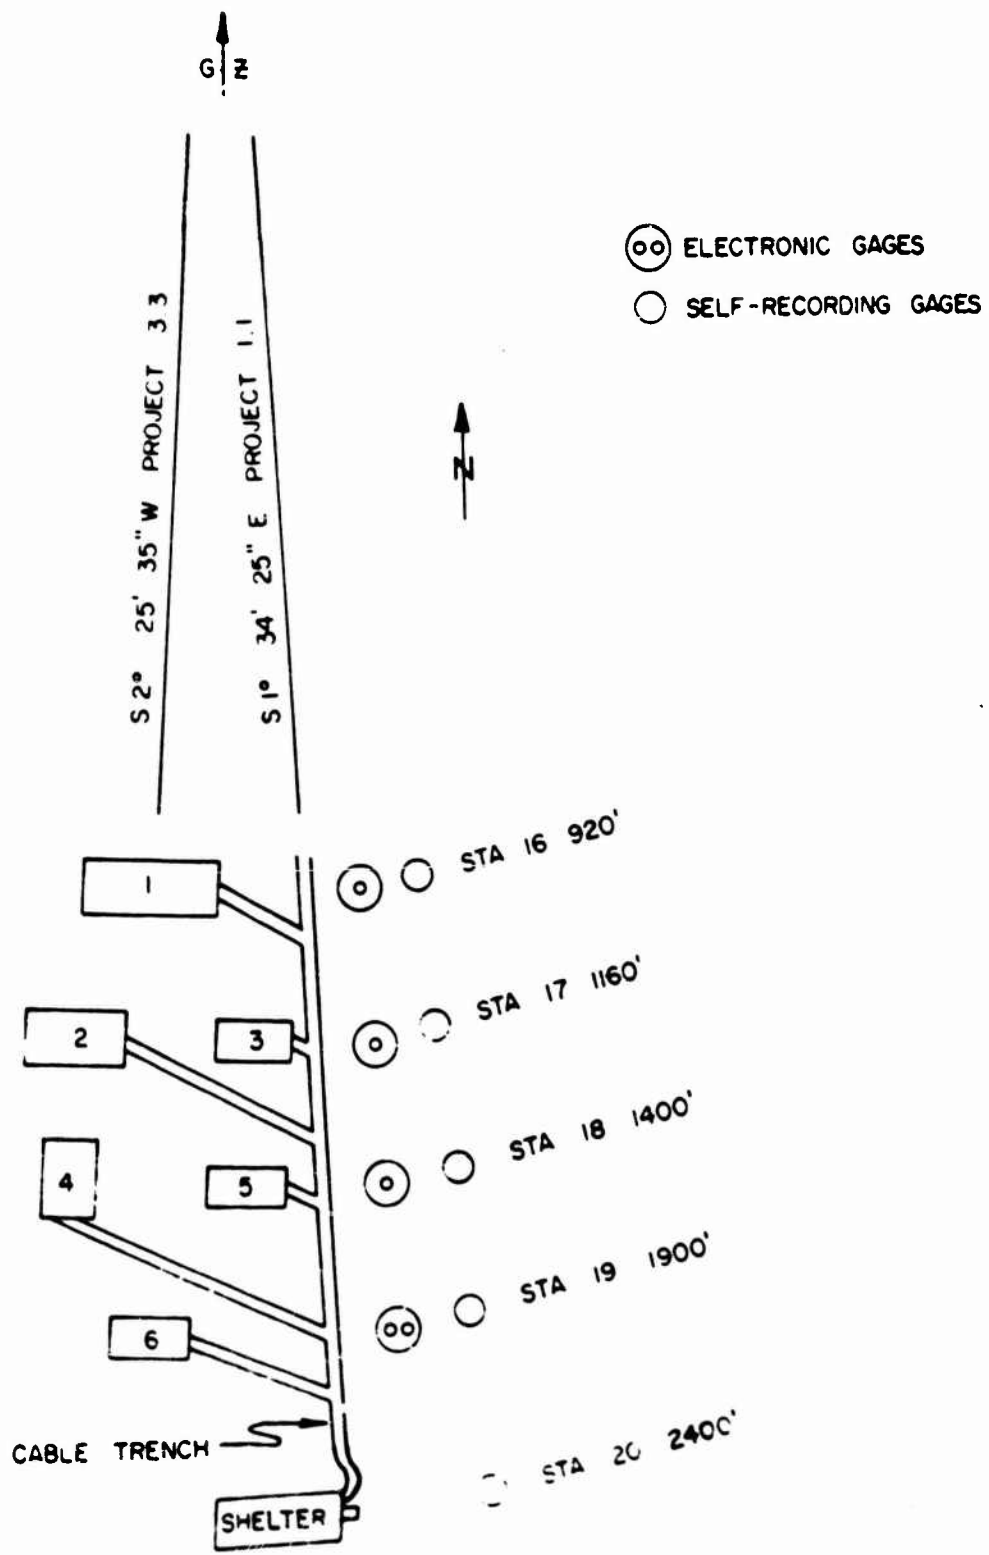 G Z
ELECTRONIC GAGES
SELF-RECORDING GAGES
S 2° 25' 35" W PROJECT 3.3
S 1° 34' 25" E PROJECT 1.1
N
1
STA 16 920'
2
3
STA 17 1160'
4
5
STA 18 1400'
6
STA 19 1900'
CABLE TRENCH
STA 20 2400'
SHELTER